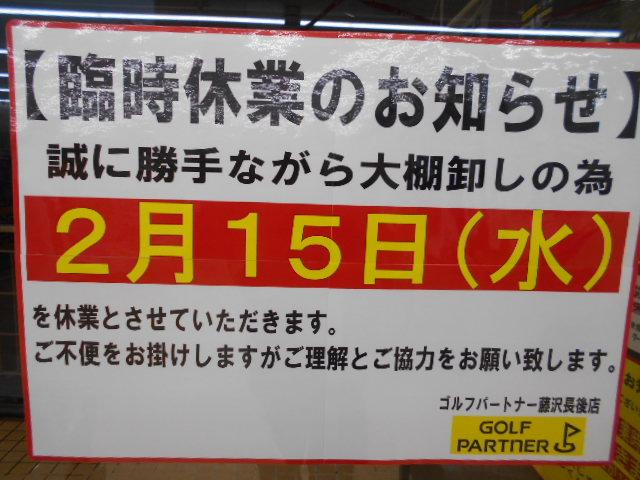 【臨時休業のお知らせ】
誠に勝手ながら大棚卸しの為
2月15日(水)
を休業とさせていただきます。
ご不便をお掛けしますがご理解とご協力をお願い致します。
ゴルフパートナー藤沢長後店
GOLF
PARTNER